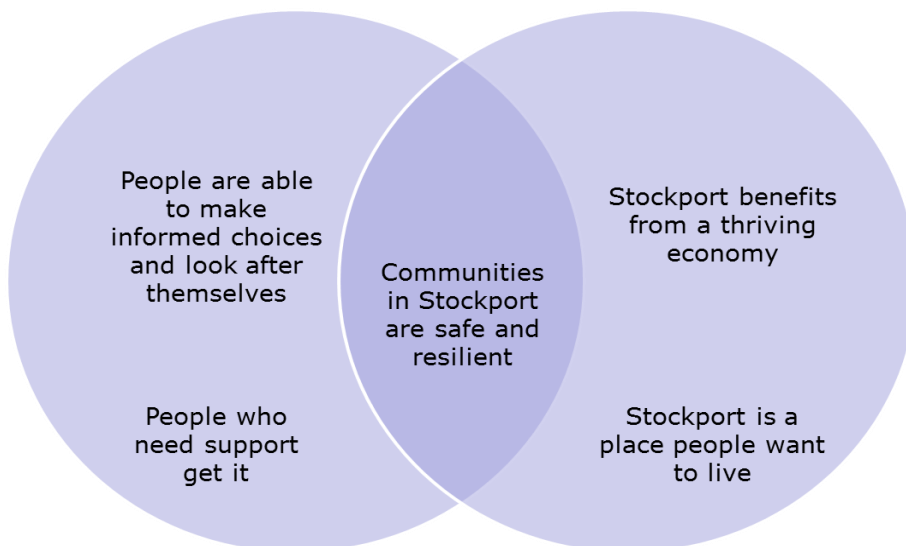 People are able
to make
informed choices
and look after
themselves
People who
need support
get it
Communities
in Stockport
are safe and
resilient
Stockport benefits
from a thriving
economy
Stockport is a
place people want
to live